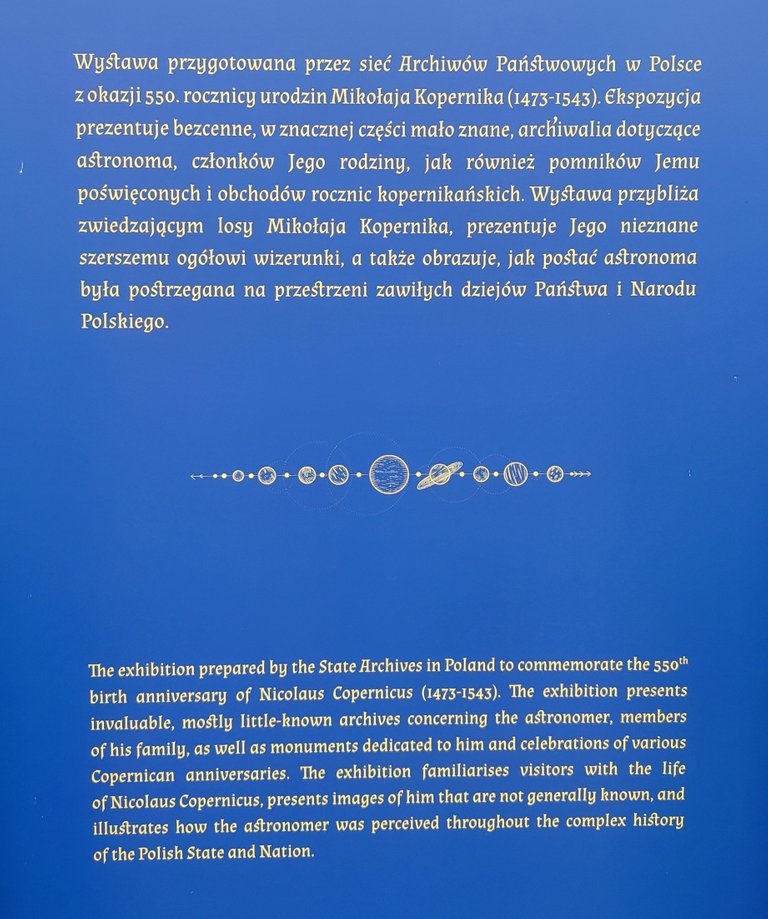 Wystawa przygotowana przez sieć Archiwów Państwowych w Polsce
z okazji 550. rocznicy urodzin Mikołaja Kopernika (1473-1543). Ekspozycja
prezentuje bezcenne, w znacznej części mało znane, archiwalia dotyczące
astronoma, członków Jego rodziny, jak również pomników Jemu
poświęconych i obchodów rocznic kopernikańskich. Wystawa przybliża
zwiedzającym losy Mikołaja Kopernika, prezentuje Jego nieznane
szerszemu ogółowi wizerunki, a także obrazuje, jak postać astronoma
była postrzegana na przestrzeni zawiłych dziejów Państwa i Narodu
Polskiego.
The exhibition prepared by the State Archives in Poland to commemorate the 550th
birth anniversary of Nicolaus Copernicus (1473-1543). The exhibition presents
invaluable, mostly little-known archives concerning the astronomer, members
of his family, as well as monuments dedicated to him and celebrations of various
Copernican anniversaries. The exhibition familiarises visitors with the life
of Nicolaus Copernicus, presents images of him that are not generally known, and
illustrates how the astronomer was perceived throughout the complex history
of the Polish State and Nation.